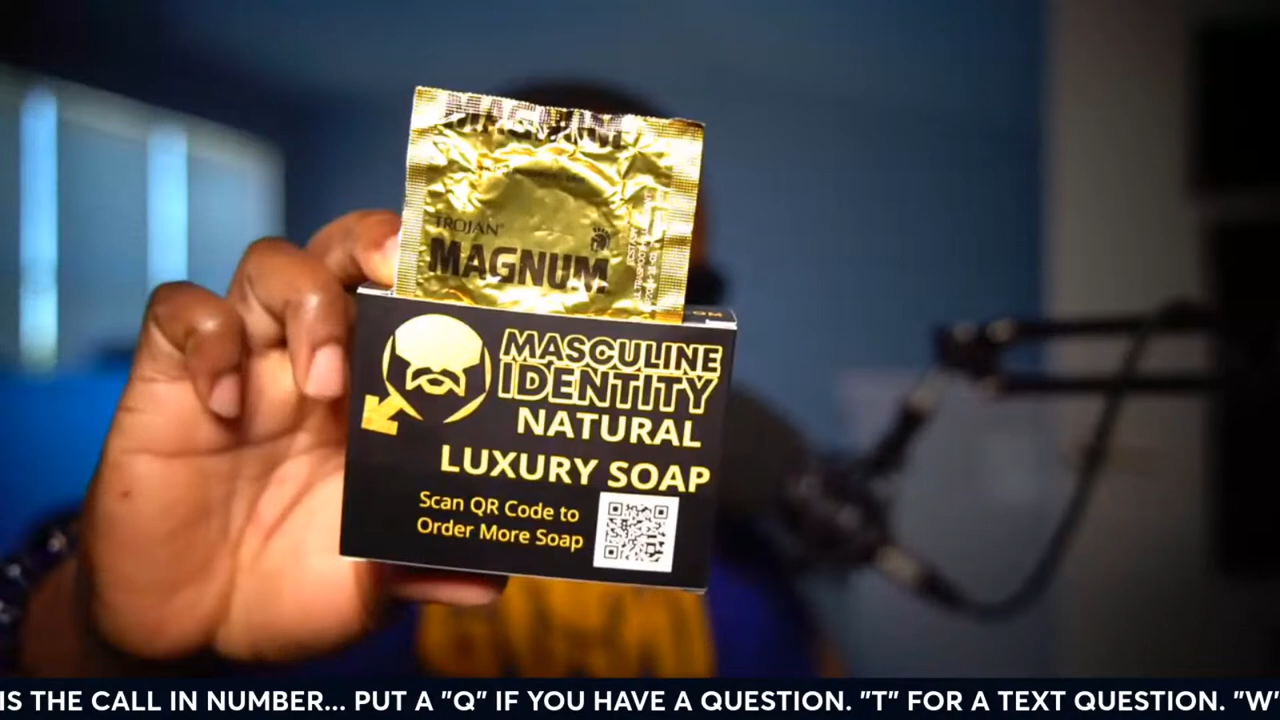 TROJAN®
MAGNUM
MASCULINE
IDENTITY
NATURAL
LUXURY SOAP
Scan QR Code to
Order More Soap
IS THE CALL IN NUMBER... PUT A "Q" IF YOU HAVE A QUESTION. "T" FOR A TEXT QUESTION. "W"